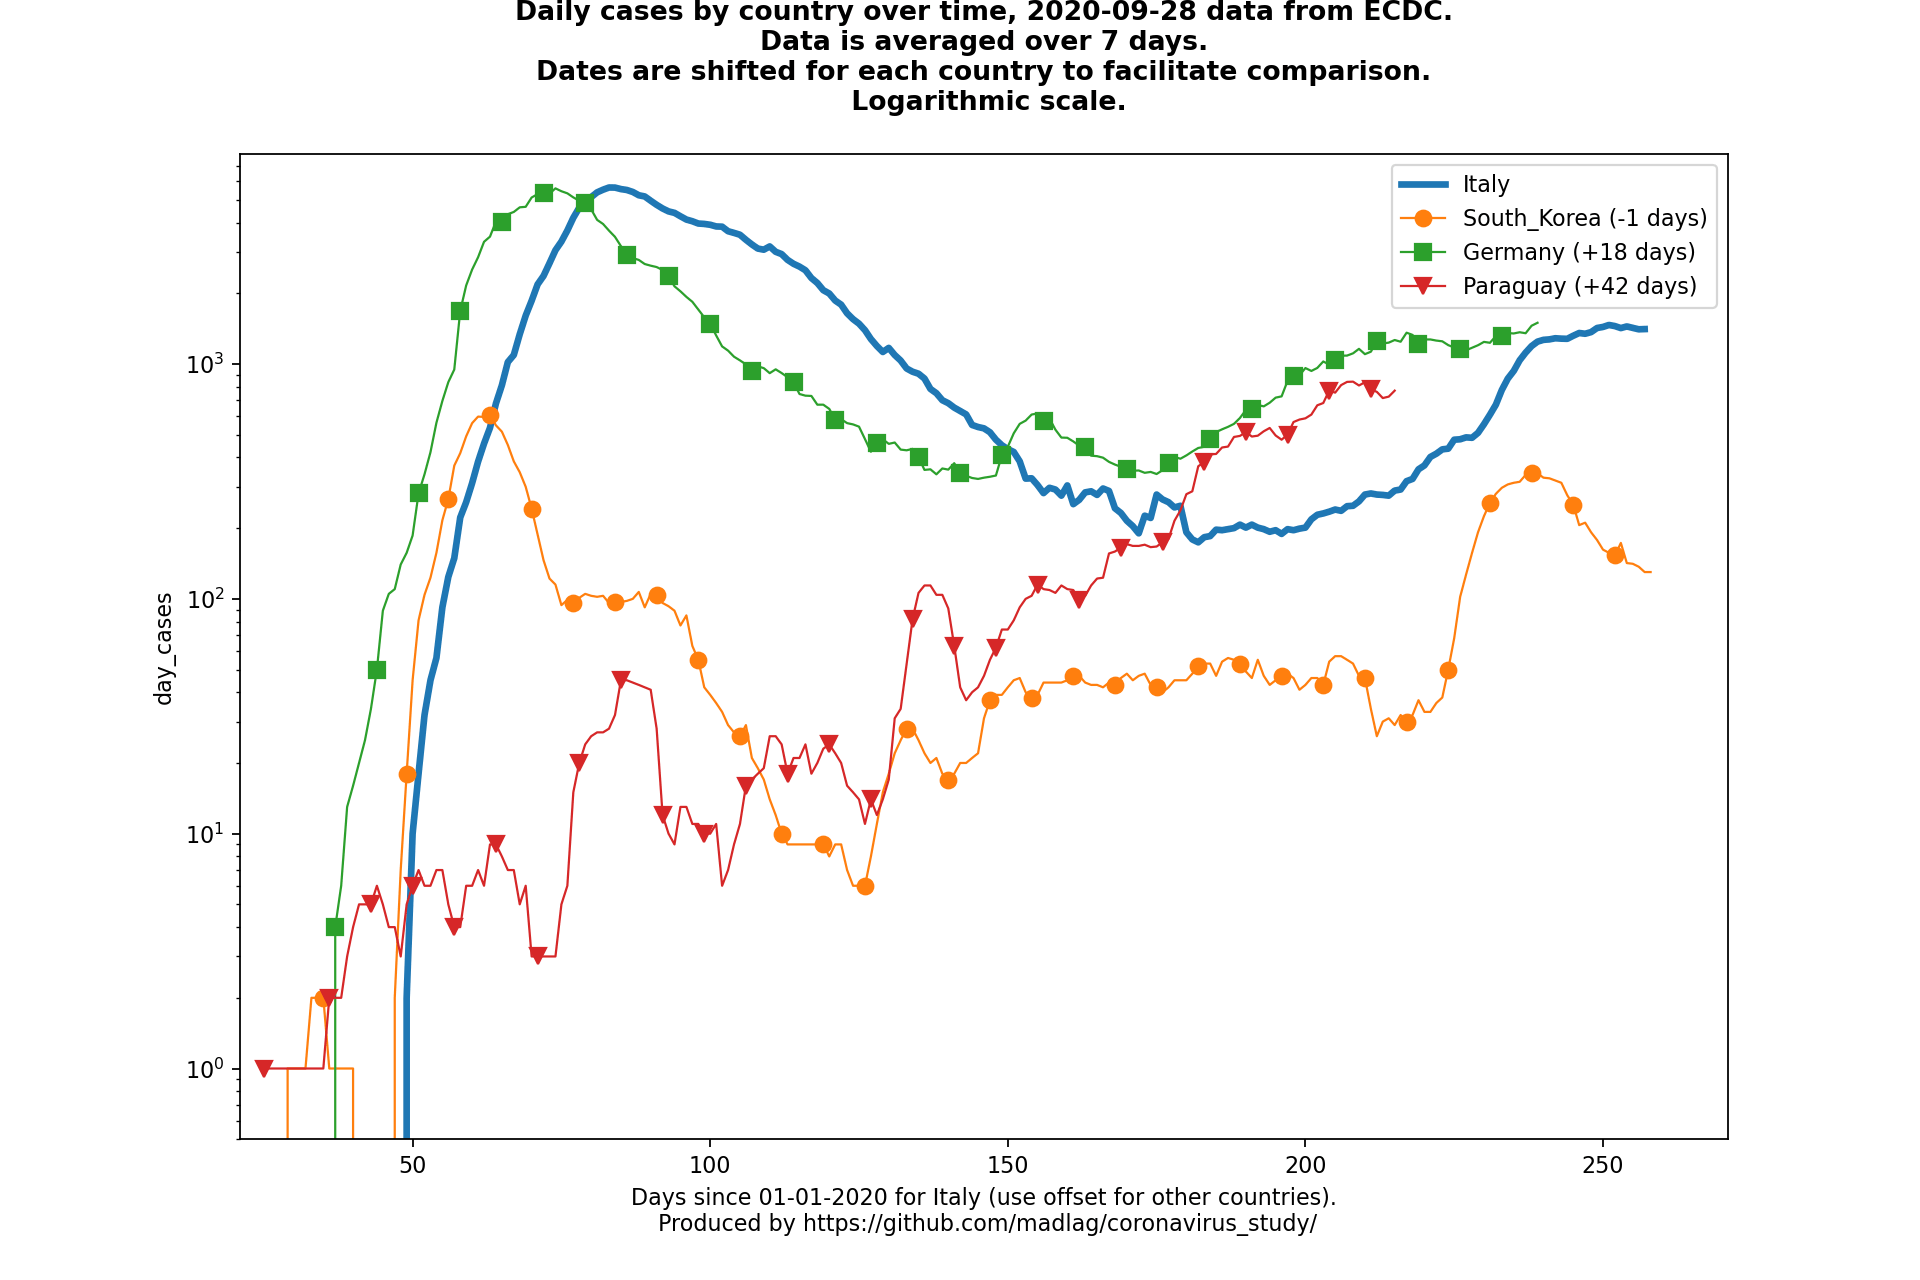 Daily cases by country over time, 2020-09-28 data from ECDC.
Data is averaged over 7 days.
Dates are shifted for each country to facilitate comparison.
Logarithmic scale.
Italy
South_Korea (-1 days)
Germany (+18 days)
Paraguay (+42 days)
day_cases
10³
10²
10¹
10⁰
50 100 150 200 250
Days since 01-01-2020 for Italy (use offset for other countries).
Produced by https://github.com/madlag/coronavirus_study/